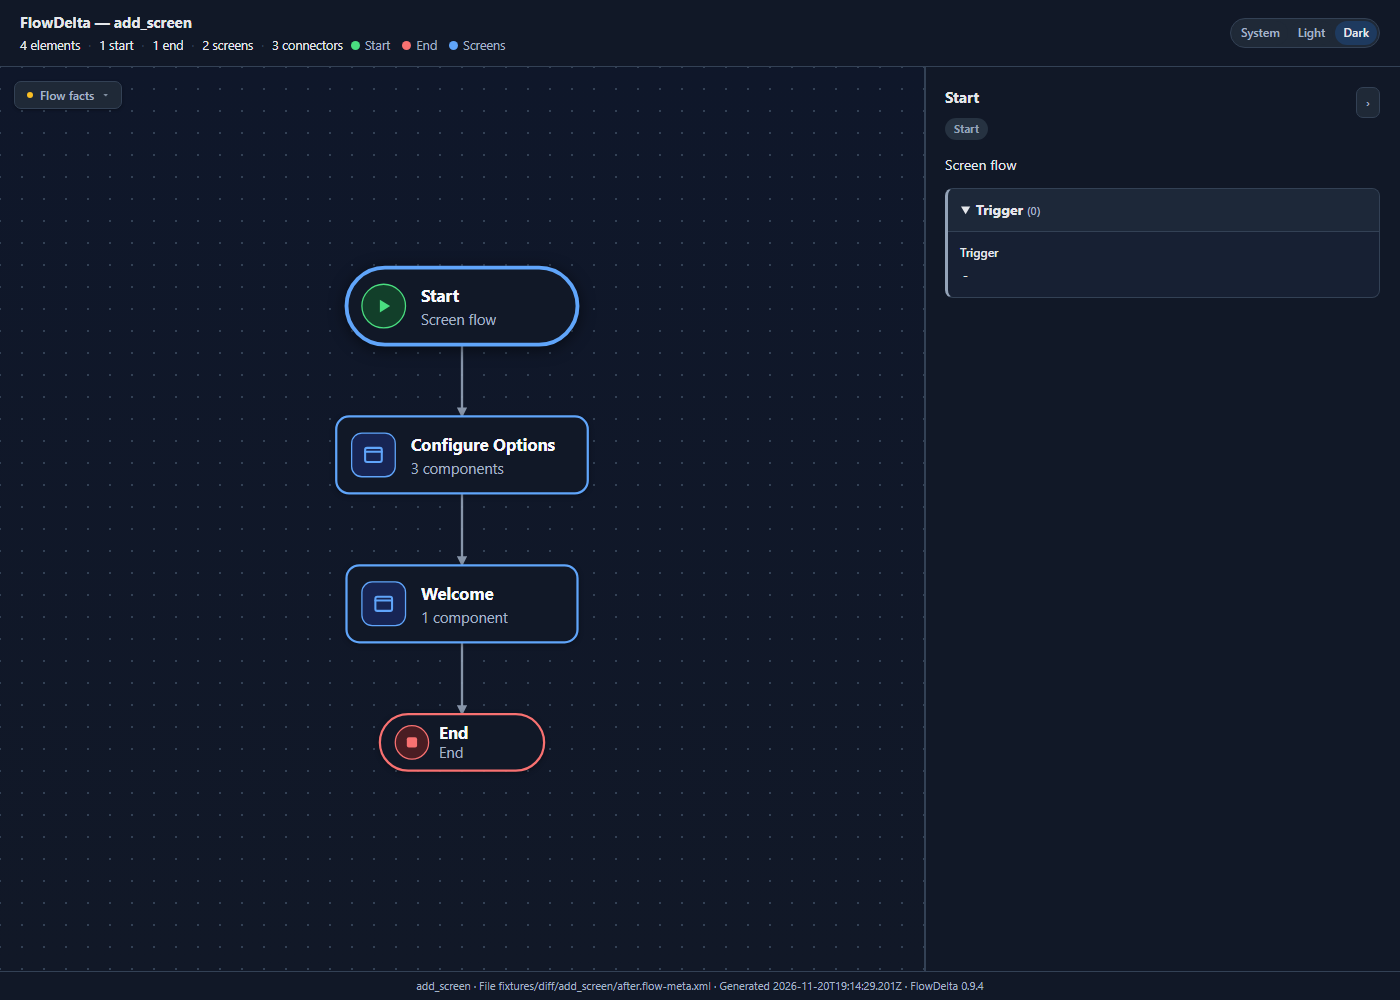 FlowDelta — add_screen
4 elements · 1 start · 1 end · 2 screens · 3 connectors Start End Screens
System Light Dark
Flow facts
Start
Screen flow
Configure Options
3 components
Welcome
1 component
End
End
Start
Start
Screen flow
Trigger (0)
Trigger
-
add_screen · File fixtures/diff/add_screen/after.flow-meta.xml · Generated 2026-11-20T19:14:29.201Z · FlowDelta 0.9.4